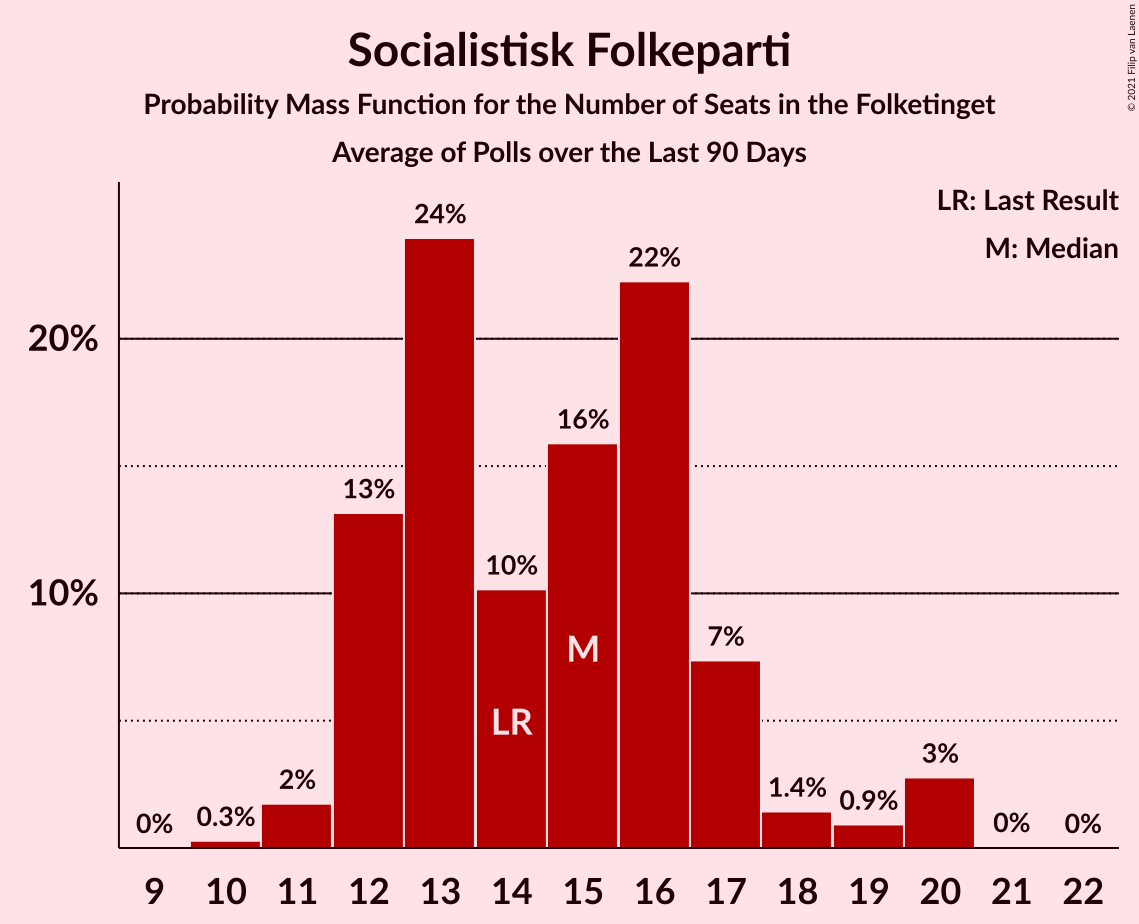 Socialistisk Folkeparti
Probability Mass Function for the Number of Seats in the Folketinget
Average of Polls over the Last 90 Days
© 2021 Filip van Laenen
LR: Last Result
M: Median
24%
22%
20%
16%
13%
10%
10%
7%
M
LR
2%
3%
0%
0.3%
1.4%
0.9%
0%
0%
9 10 11 12 13 14 15 16 17 18 19 20 21 22